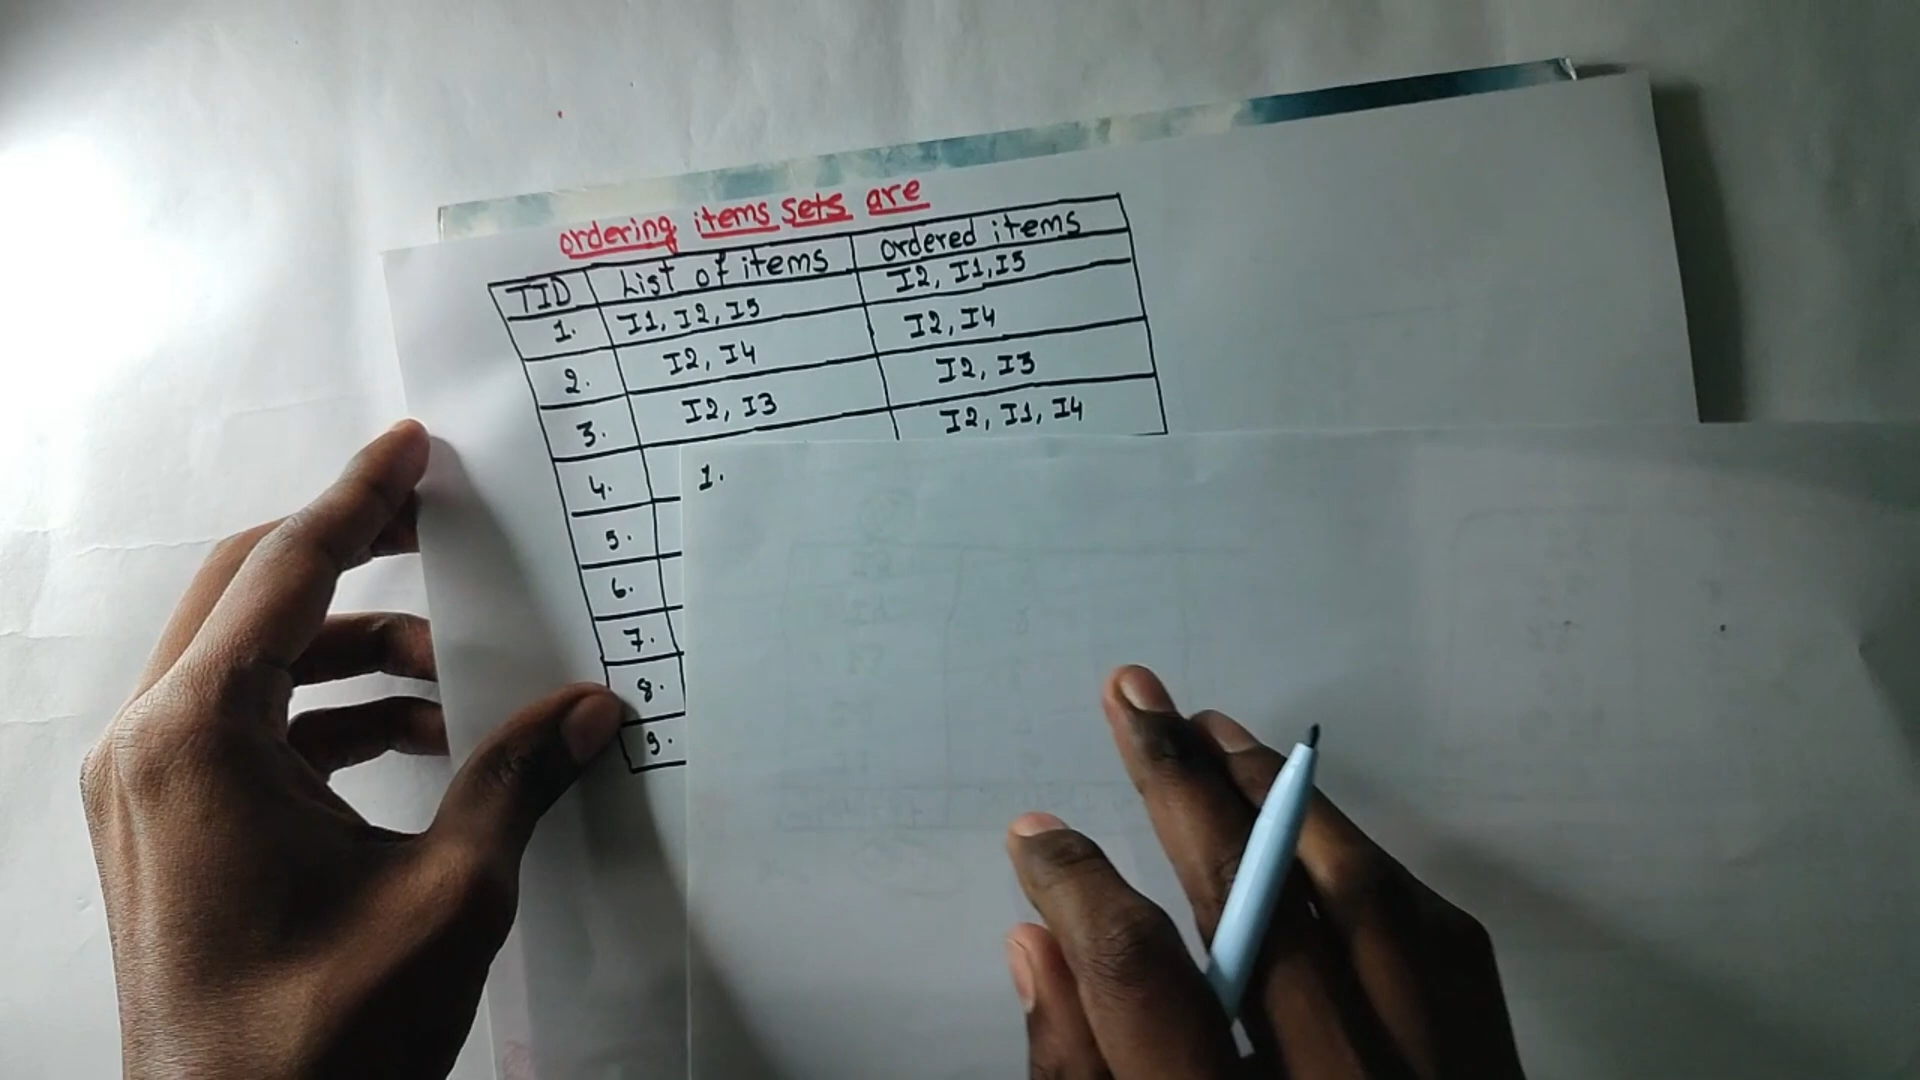 ordering items sets are
TID List of items ordered items
1. I1, I2, I5 I2, I1, I5
2. I2, I4 I2, I4
3. I2, I3 I2, I3
4. I2, I1, I4
5.
6.
7.
8.
9.
1.